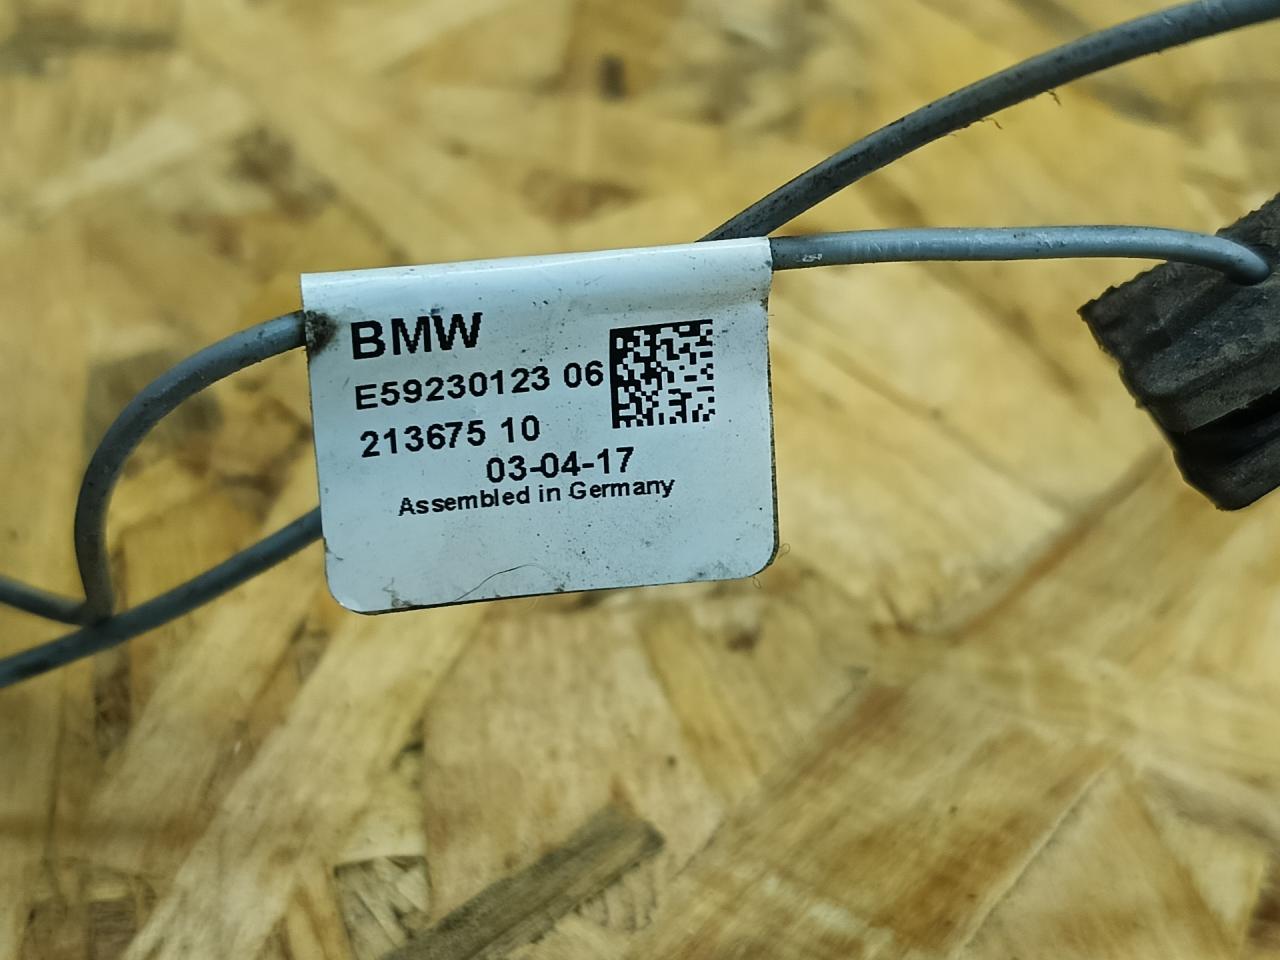 BMW
E59230123 06
213675 10
03-04-17
Assembled in Germany